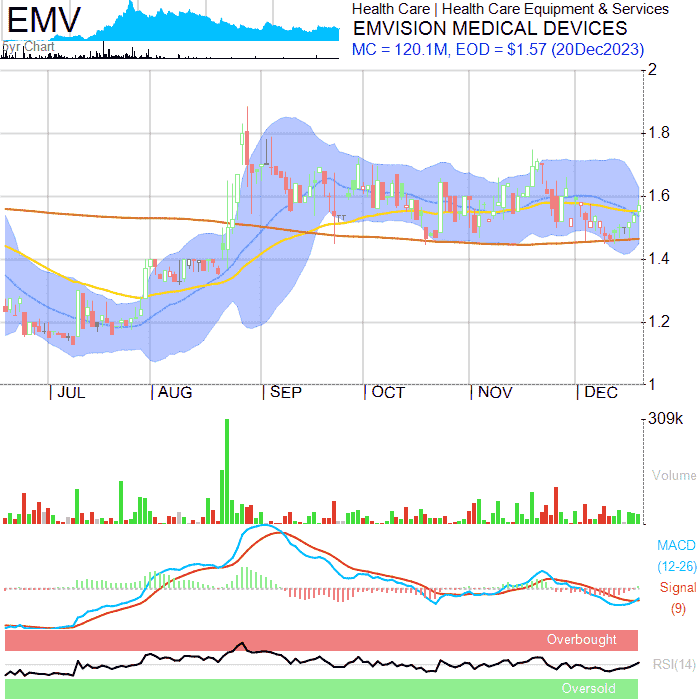 EMV
Health Care | Health Care Equipment & Services
EMVISION MEDICAL DEVICES
MC = 120.1M, EOD = $1.57 (20Dec2023)
5yr Chart
2
1.8
1.6
1.4
1.2
1
JUL AUG SEP OCT NOV DEC
309k
Volume
MACD
(12-26)
Signal
(9)
Overbought
RSI(14)
Oversold